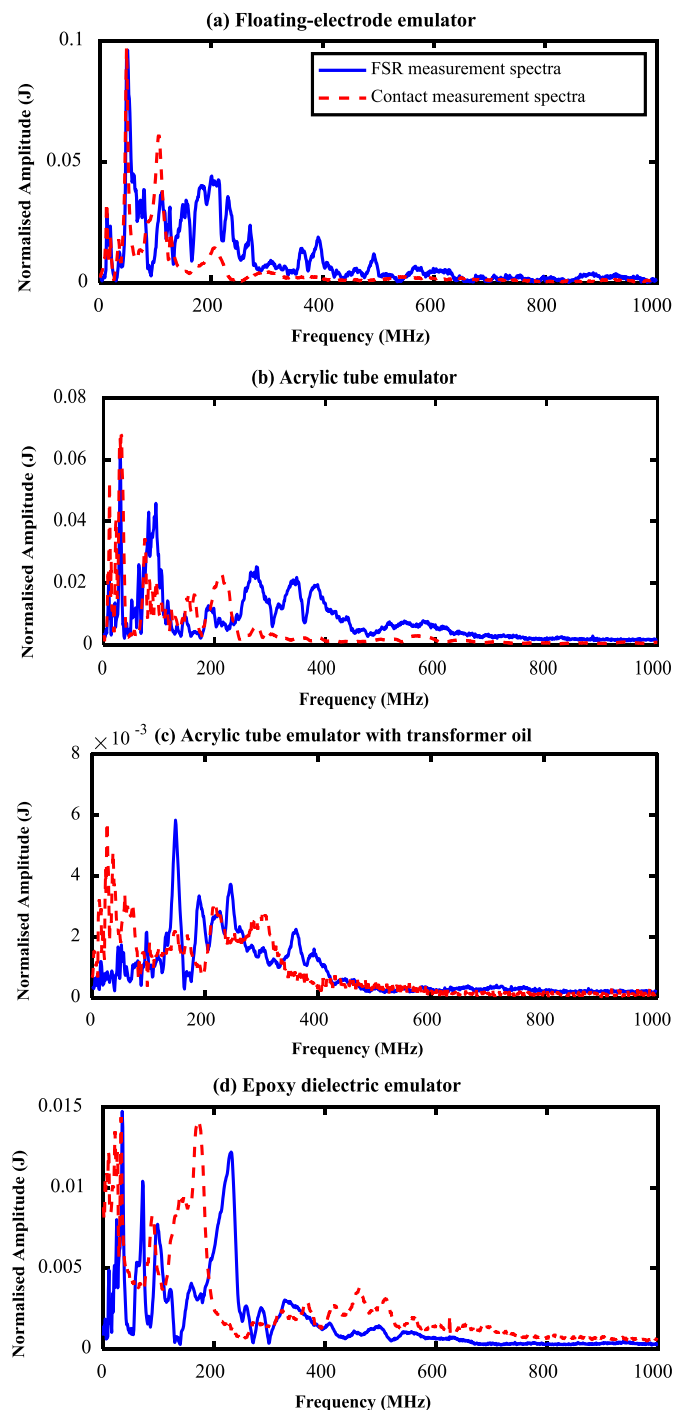 (a) Floating-electrode emulator
0.1
FSR measurement spectra
Contact measurement spectra
0.05
0
Normalised Amplitude (J)
0 200 400 600 800 1000
Frequency (MHz)
(b) Acrylic tube emulator
0.08
0.06
0.04
0.02
0
Normalised Amplitude (J)
0 200 400 600 800 1000
Frequency (MHz)
(c) Acrylic tube emulator with transformer oil
× 10 -3
8
6
4
2
0
Normalised Amplitude (J)
0 200 400 600 800 1000
Frequency (MHz)
(d) Epoxy dielectric emulator
0.015
0.01
0.005
0
Normalised Amplitude (J)
0 200 400 600 800 1000
Frequency (MHz)